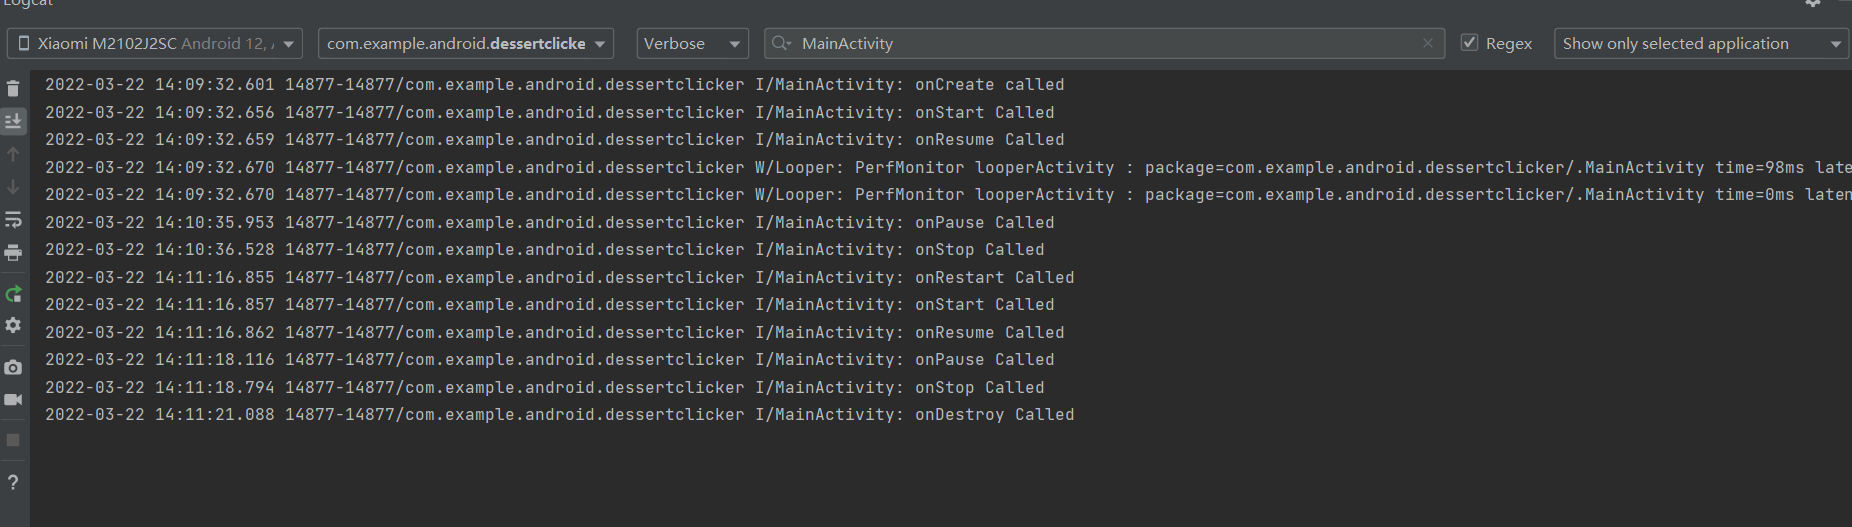 Logcat
Xiaomi M2102J2SC Android 12, com.example.android.dessertclicke Verbose MainActivity Regex Show only selected application
2022-03-22 14:09:32.601 14877-14877/com.example.android.dessertclicker I/MainActivity: onCreate called
2022-03-22 14:09:32.656 14877-14877/com.example.android.dessertclicker I/MainActivity: onStart Called
2022-03-22 14:09:32.659 14877-14877/com.example.android.dessertclicker I/MainActivity: onResume Called
2022-03-22 14:09:32.670 14877-14877/com.example.android.dessertclicker W/Looper: PerfMonitor looperActivity : package=com.example.android.dessertclicker/.MainActivity time=98ms late
2022-03-22 14:09:32.670 14877-14877/com.example.android.dessertclicker W/Looper: PerfMonitor looperActivity : package=com.example.android.dessertclicker/.MainActivity time=0ms laten
2022-03-22 14:10:35.953 14877-14877/com.example.android.dessertclicker I/MainActivity: onPause Called
2022-03-22 14:10:36.528 14877-14877/com.example.android.dessertclicker I/MainActivity: onStop Called
2022-03-22 14:11:16.855 14877-14877/com.example.android.dessertclicker I/MainActivity: onRestart Called
2022-03-22 14:11:16.857 14877-14877/com.example.android.dessertclicker I/MainActivity: onStart Called
2022-03-22 14:11:16.862 14877-14877/com.example.android.dessertclicker I/MainActivity: onResume Called
2022-03-22 14:11:18.116 14877-14877/com.example.android.dessertclicker I/MainActivity: onPause Called
2022-03-22 14:11:18.794 14877-14877/com.example.android.dessertclicker I/MainActivity: onStop Called
2022-03-22 14:11:21.088 14877-14877/com.example.android.dessertclicker I/MainActivity: onDestroy Called